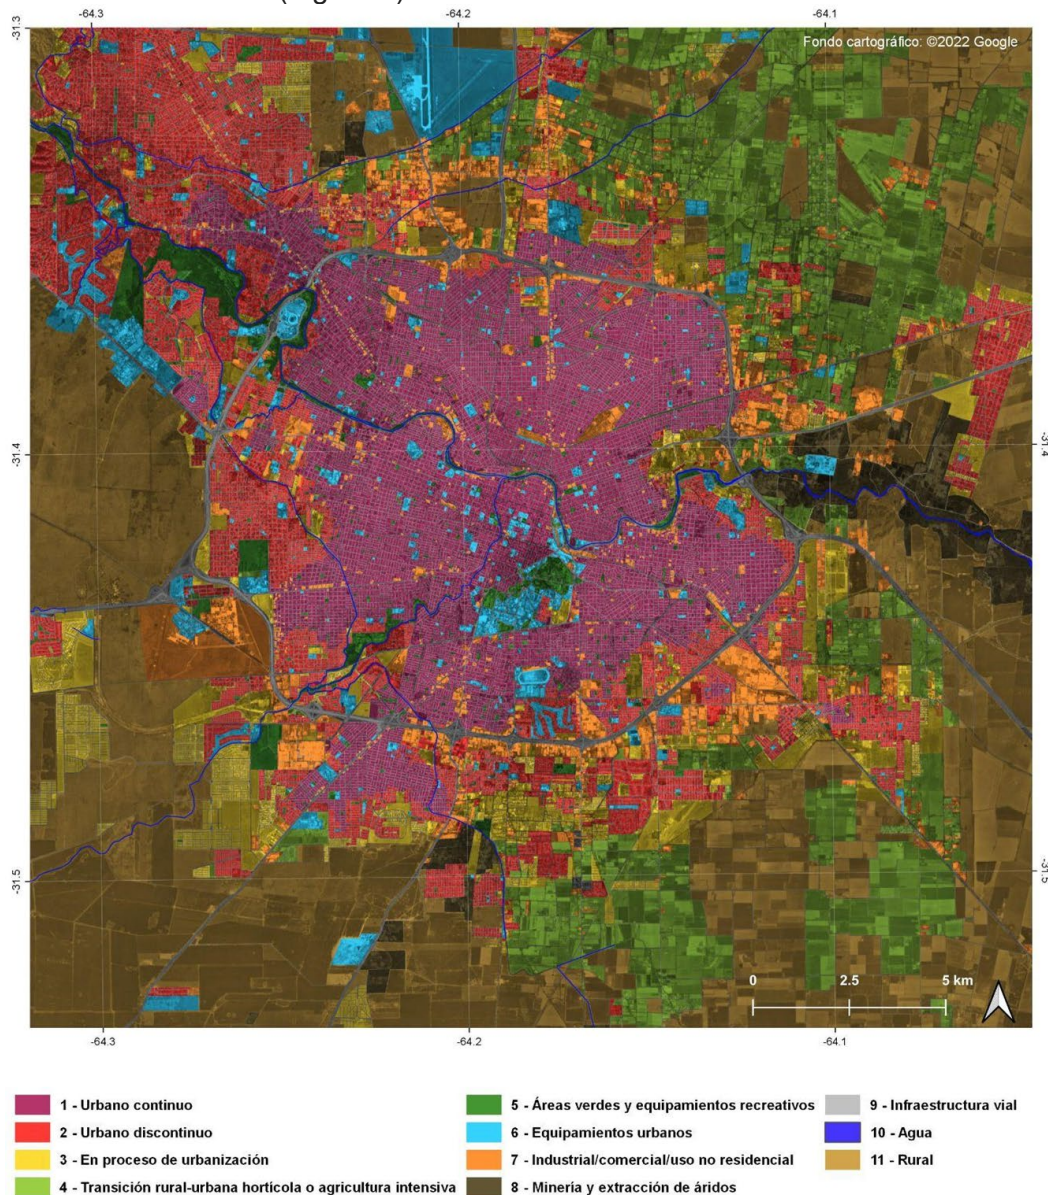 -64.3
-64.2
-64.1
-31.3
Fondo cartográfico: ©2022 Google
-31.4
-31.4
-31.5
-31.5
0
2.5
5 km
-64.3
-64.2
-64.1
1 - Urbano continuo
2 - Urbano discontinuo
3 - En proceso de urbanización
4 - Transición rural-urbana hortícola o agricultura intensiva
5 - Áreas verdes y equipamientos recreativos
6 - Equipamientos urbanos
7 - Industrial/comercial/uso no residencial
8 - Minería y extracción de áridos
9 - Infraestructura vial
10 - Agua
11 - Rural